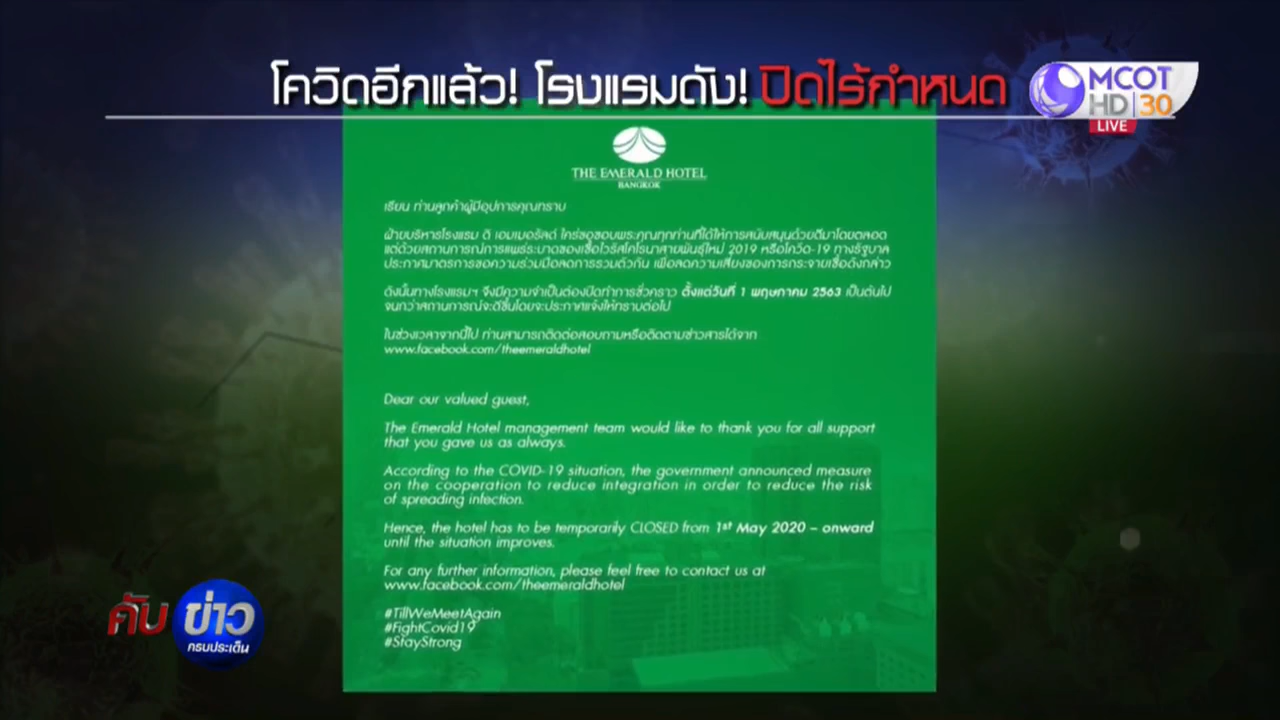 โควิดอีกแล้ว! โรงแรมดัง! ปิดไร้กำหนด
MCOT
HD 30
LIVE
THE EMERALD HOTEL
BANGKOK
เรียน ท่านลูกค้าผู้มีอุปการคุณทราบ
ฝ่ายบริหารโรงแรม ดิ เอมเมอรัลด์ ใคร่ขอขอบพระคุณทุกท่านที่ได้ให้การสนับสนุนด้วยดีมาโดยตลอด
แต่ด้วยสถานการณ์การแพร่ระบาดของเชื้อไวรัสโคโรนาสายพันธุ์ใหม่ 2019 หรือโควิด-19 ทางรัฐบาล
ประกาศมาตรการขอความร่วมมือลดการรวมตัวกัน เพื่อลดความเสี่ยงของการกระจายเชื้อดังกล่าว
ดังนั้นทางโรงแรมฯ จึงมีความจำเป็นต้องปิดทำการชั่วคราว ตั้งแต่วันที่ 1 พฤษภาคม 2563 เป็นต้นไป
จนกว่าสถานการณ์จะดีขึ้นโดยจะประกาศแจ้งให้ทราบต่อไป
ในช่วงเวลาจากนี้ไป ท่านสามารถติดต่อสอบถามหรือติดตามข่าวสารได้จาก
www.facebook.com/theemeraldhotel
Dear our valued guest,
The Emerald Hotel management team would like to thank you for all support
that you gave us as always.
According to the COVID-19 situation, the government announced measure
on the cooperation to reduce integration in order to reduce the risk
of spreading infection.
Hence, the hotel has to be temporarily CLOSED from 1st May 2020 – onward
until the situation improves.
For any further information, please feel free to contact us at
www.facebook.com/theemeraldhotel
#TillWeMeetAgain
#FightCovid19
#StayStrong
คับ ข่าว
ครบประเด็น